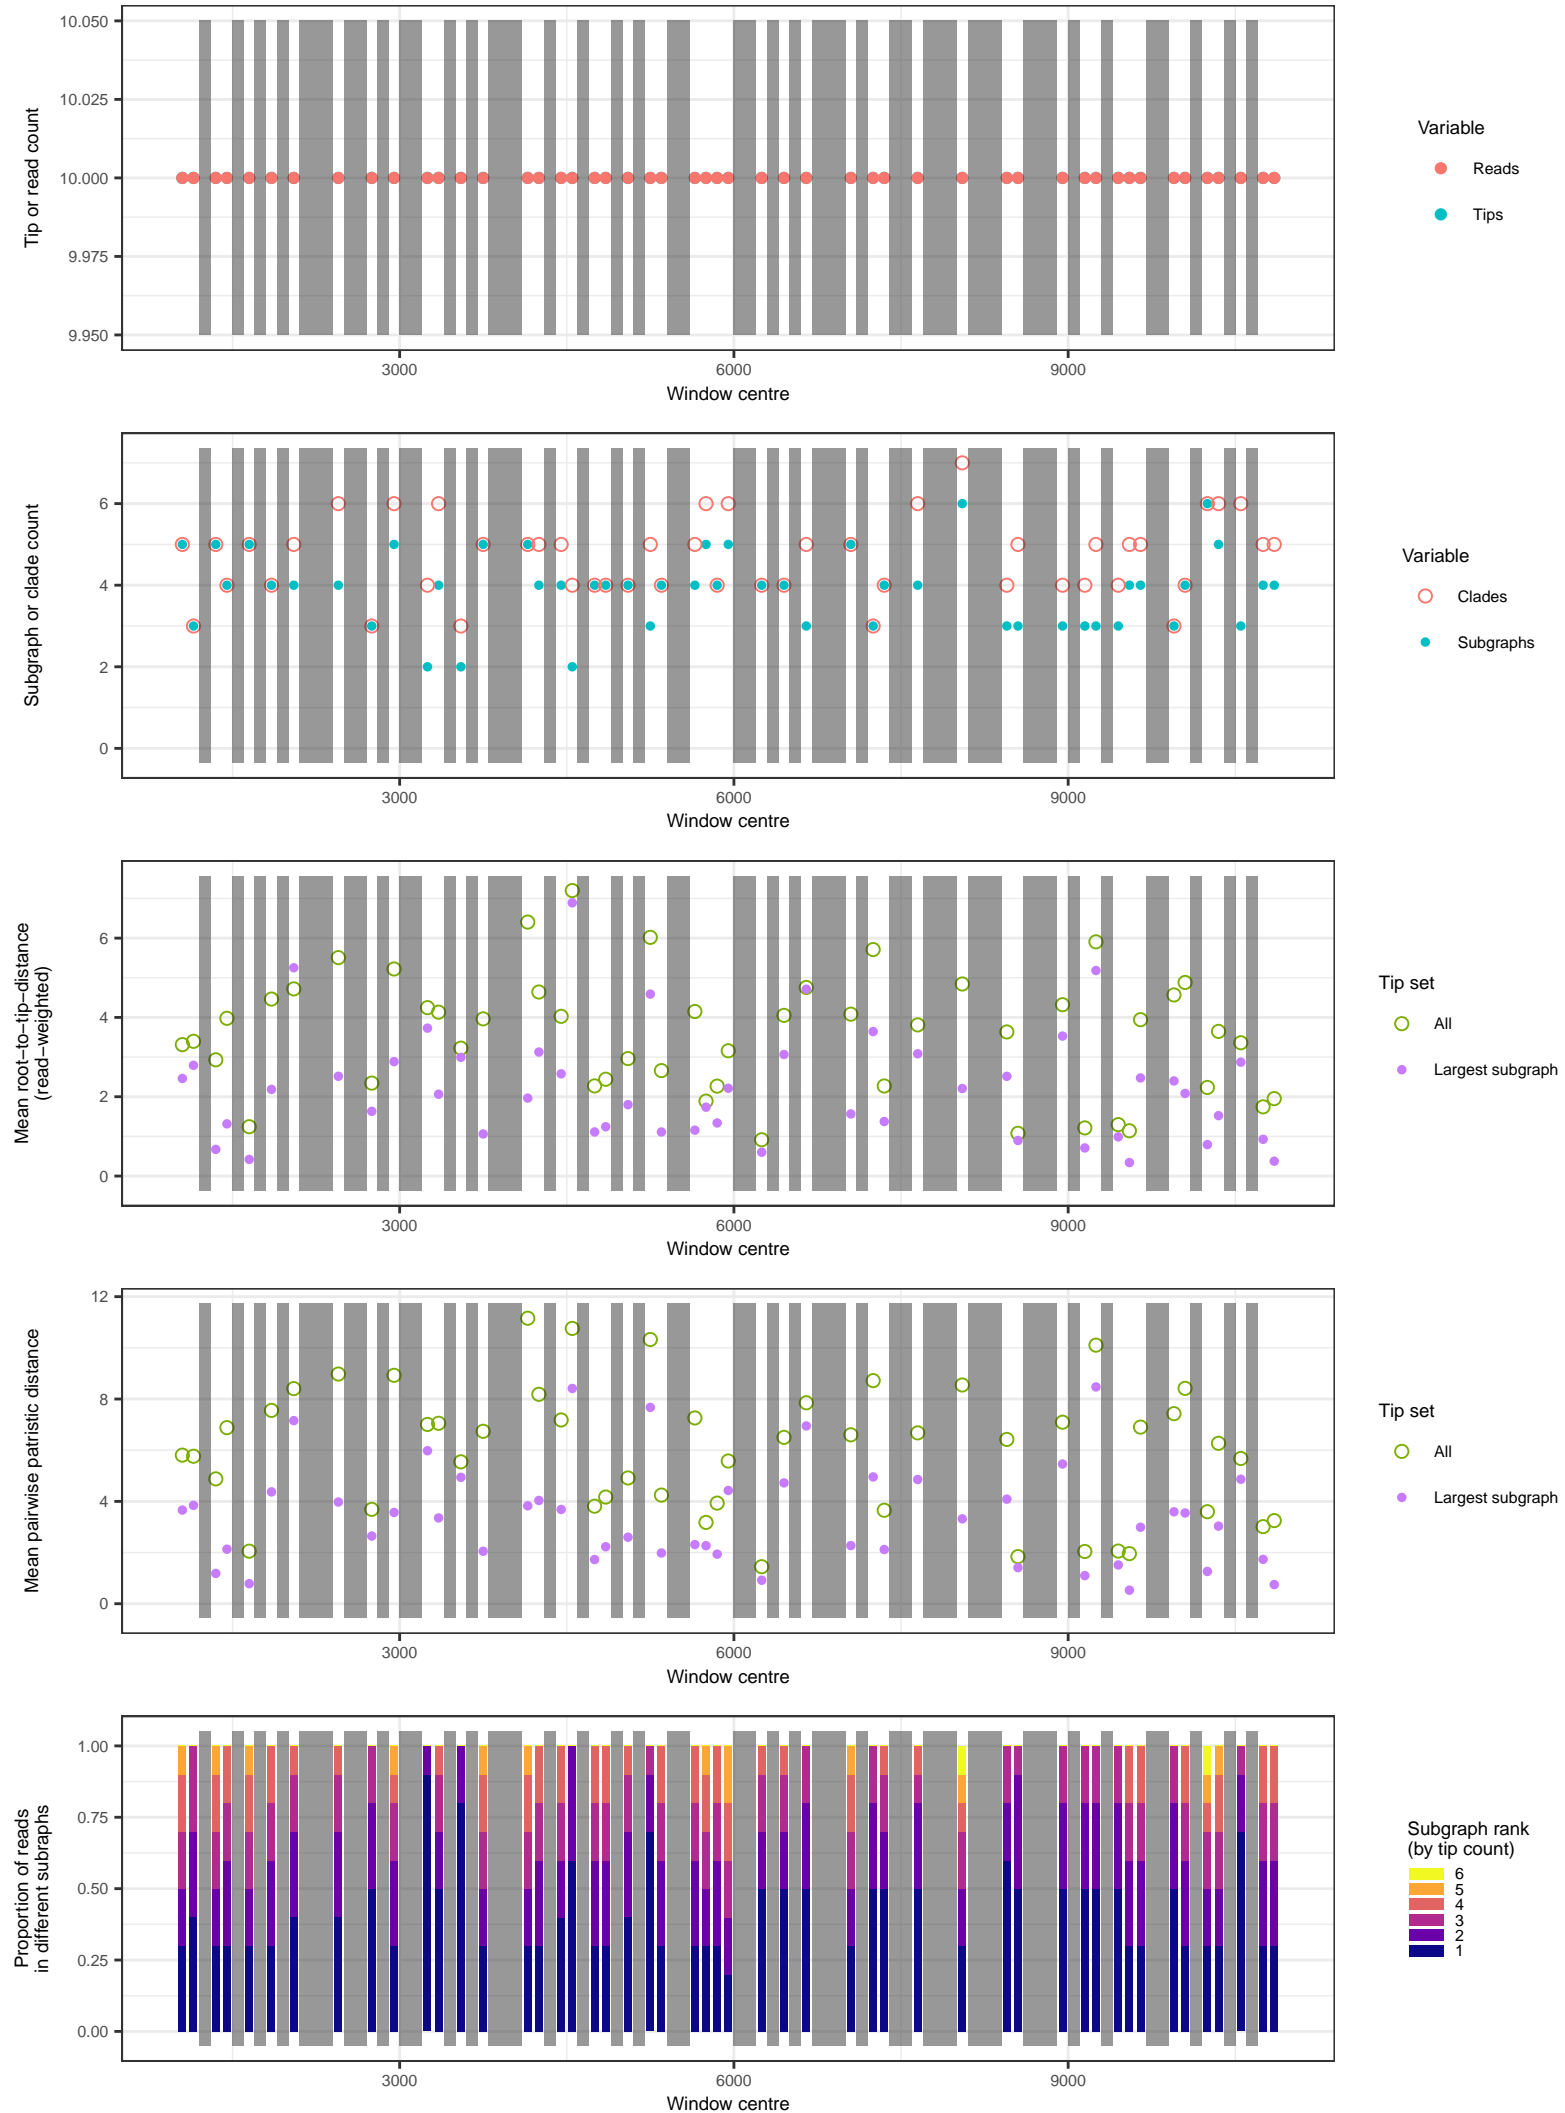 10.050
10.025
10.000
9.975
9.950
Tip or read count
3000
6000
9000
Window centre
Variable
Reads
Tips
6
4
2
0
Subgraph or clade count
3000
6000
9000
Window centre
Variable
Clades
Subgraphs
6
4
2
0
Mean root−to−tip−distance
(read−weighted)
3000
6000
9000
Window centre
Tip set
All
Largest subgraph
12
8
4
0
Mean pairwise patristic distance
3000
6000
9000
Window centre
Tip set
All
Largest subgraph
1.00
0.75
0.50
0.25
0.00
Proportion of reads
in different subraphs
3000
6000
9000
Window centre
Subgraph rank
(by tip count)
6
5
4
3
2
1